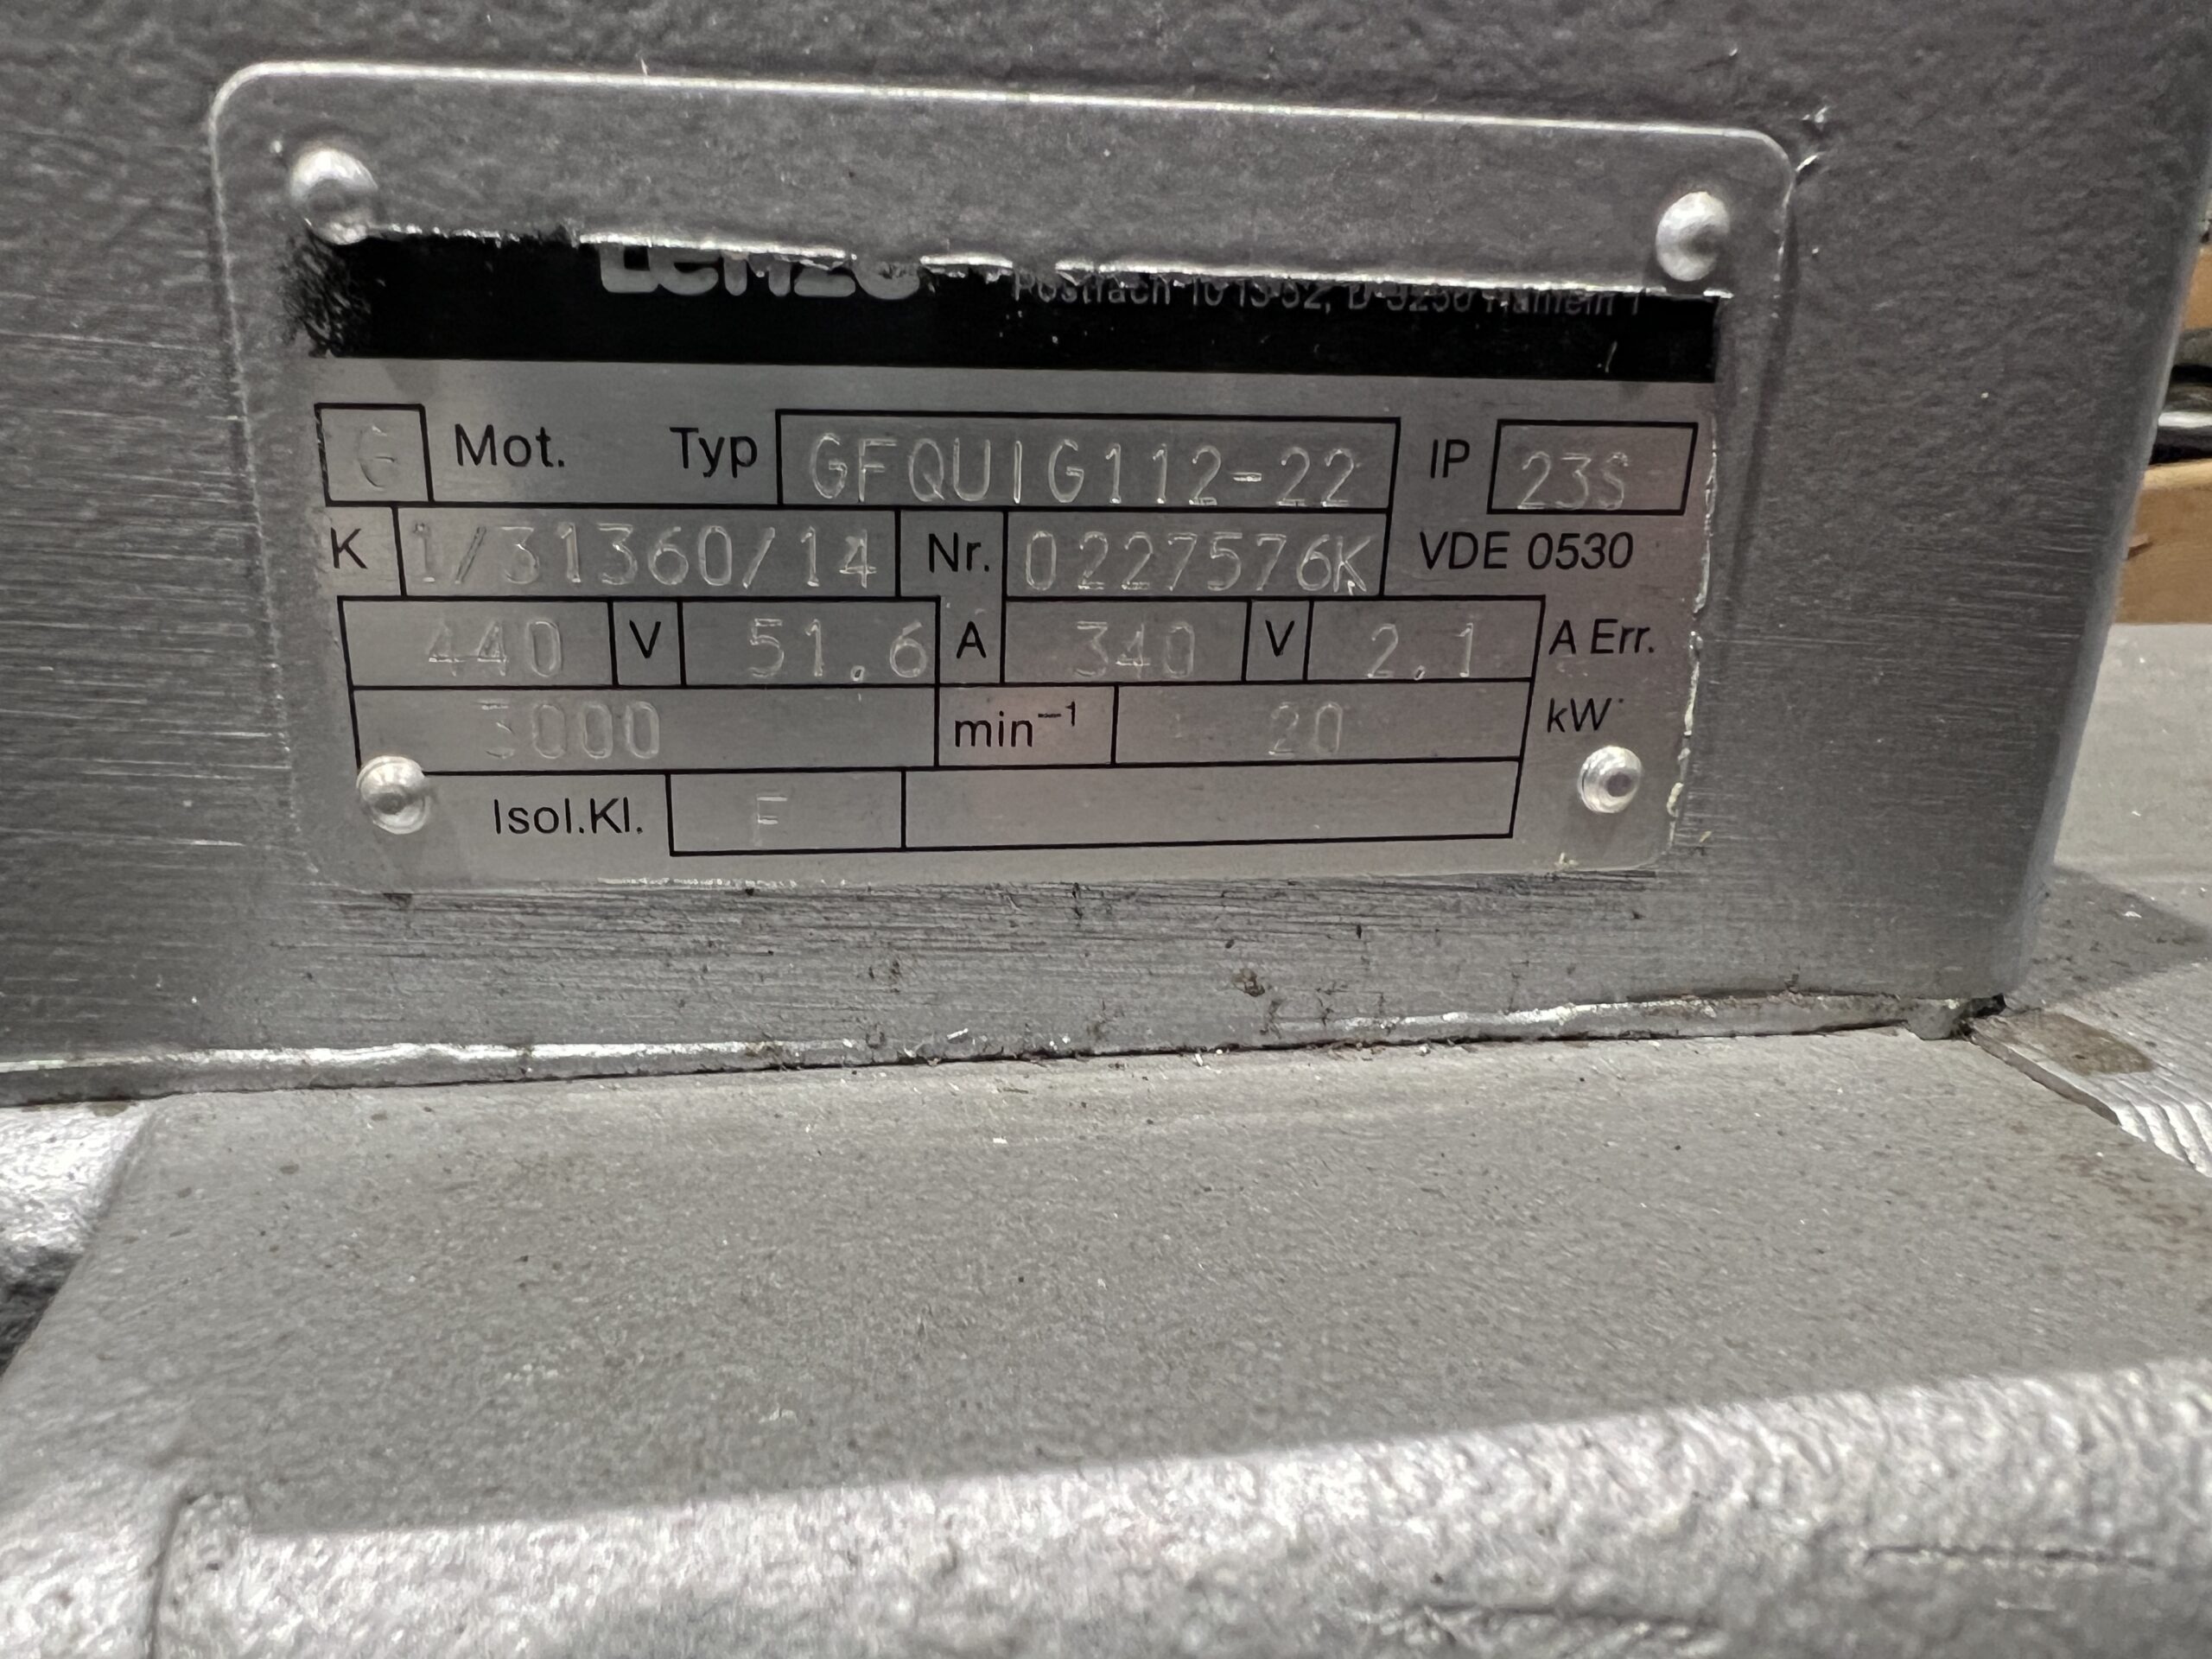 Lenze Postfach 10 13 52, D-3250 Hameln 1
G Mot. Typ GFQUIG112-22 IP 23S
K 1/31360/14 Nr. 0227576K VDE 0530
440 V 51.6 A 340 V 2.1 A Err.
3000 min⁻¹ 20 kW
Isol.Kl. F